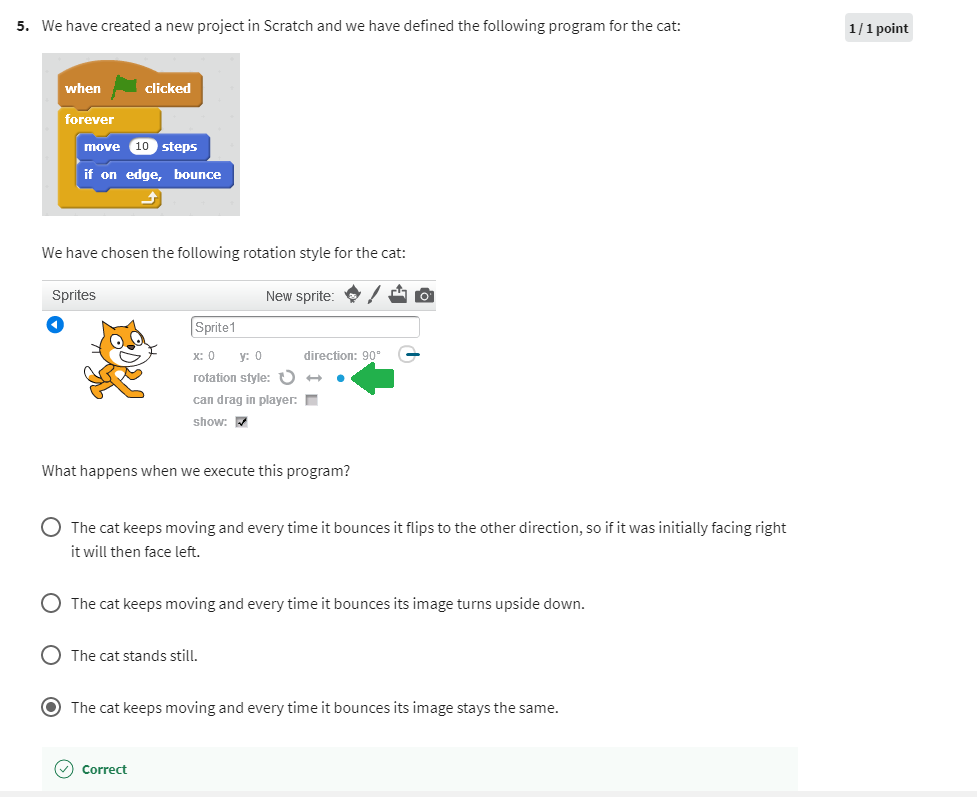 5. We have created a new project in Scratch and we have defined the following program for the cat:
1 / 1 point
when clicked
forever
move 10 steps
if on edge, bounce
We have chosen the following rotation style for the cat:
Sprites New sprite:
Sprite1
x: 0 y: 0 direction: 90°
rotation style:
can drag in player:
show:
What happens when we execute this program?
The cat keeps moving and every time it bounces it flips to the other direction, so if it was initially facing right
it will then face left.
The cat keeps moving and every time it bounces its image turns upside down.
The cat stands still.
The cat keeps moving and every time it bounces its image stays the same.
Correct